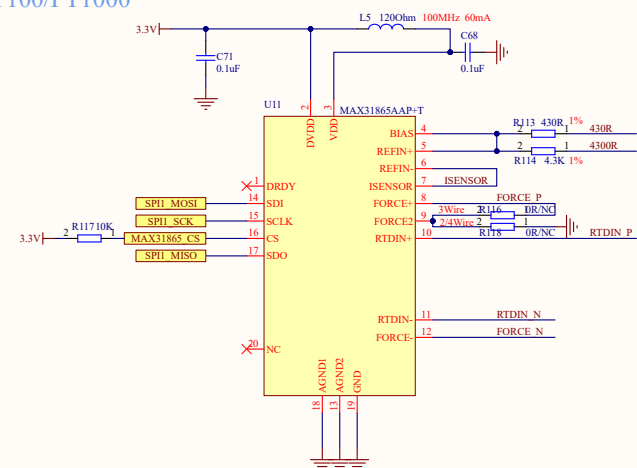 100/PT1000
L5 120Ohm 100MHz 60mA
3.3V
C71
0.1uF
C68
0.1uF
U11
MAX31865AAP+T
2
3
DVDD
VDD
BIAS 4
2 R113 430R 1 1% 430R
REFIN+ 5
2 R114 4.3K 1 1% 4300R
REFIN- 6
1 DRDY
ISENSOR 7 ISENSOR
SPI1_MOSI 14 SDI
FORCE+ 8 FORCE_P
3Wire 2 R116 1 0R/NC
SPI1_SCK 15 SCLK
FORCE2 9
2/4Wire 2 R118 1 0R/NC
3.3V 2 R117 10K 1 MAX31865_CS 16 CS
RTDIN+ 10 RTDIN_P
SPI1_MISO 17 SDO
RTDIN- 11 RTDIN_N
FORCE- 12 FORCE_N
20 NC
AGND1
AGND2
GND
18
13
19